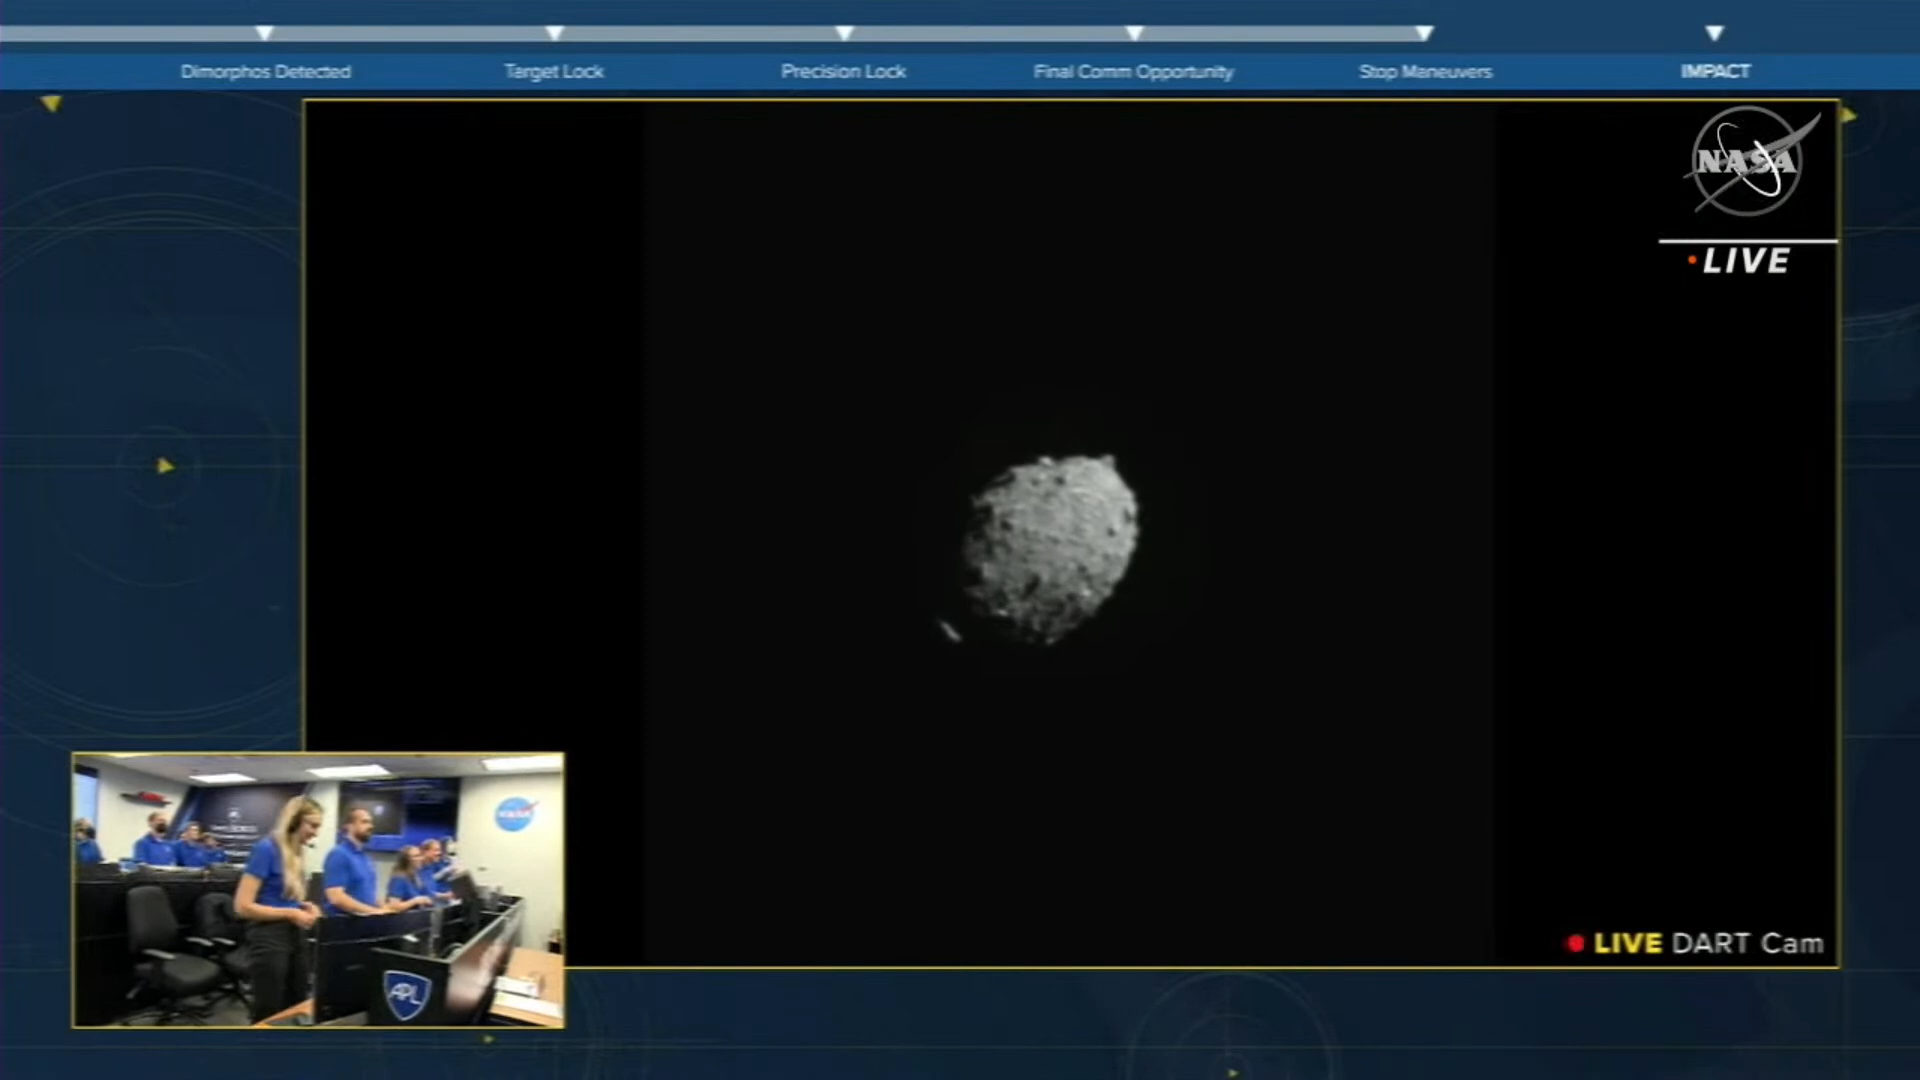 Dimorphos Detected
Target Lock
Precision Lock
Final Comm Opportunity
Stop Maneuvers
IMPACT
NASA
LIVE
NASA
APL
LIVE DART Cam